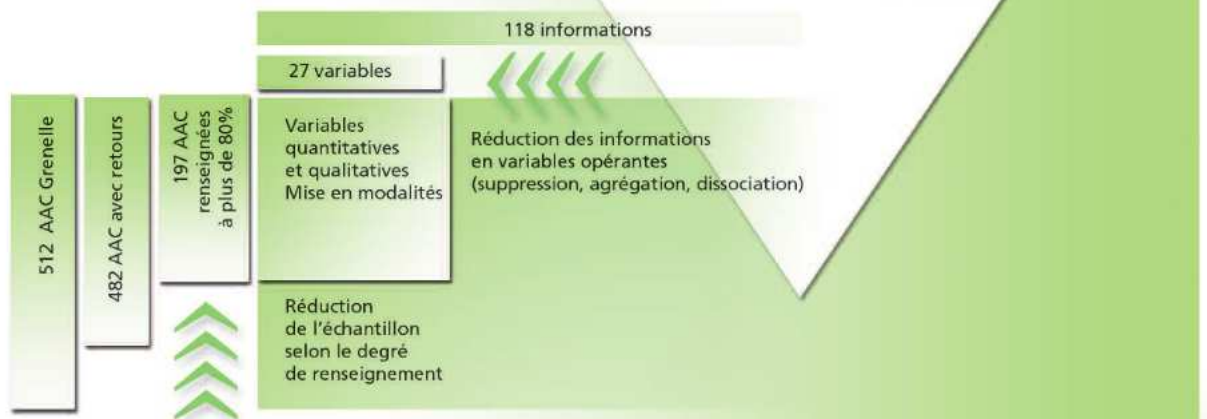 118 informations
27 variables
512 AAC Grenelle
482 AAC avec retours
197 AAC
renseignées
à plus de 80%
Variables
quantitatives
et qualitatives
Mise en modalités
Réduction des informations
en variables opérantes
(suppression, agrégation, dissociation)
Réduction
de l'échantillon
selon le degré
de renseignement